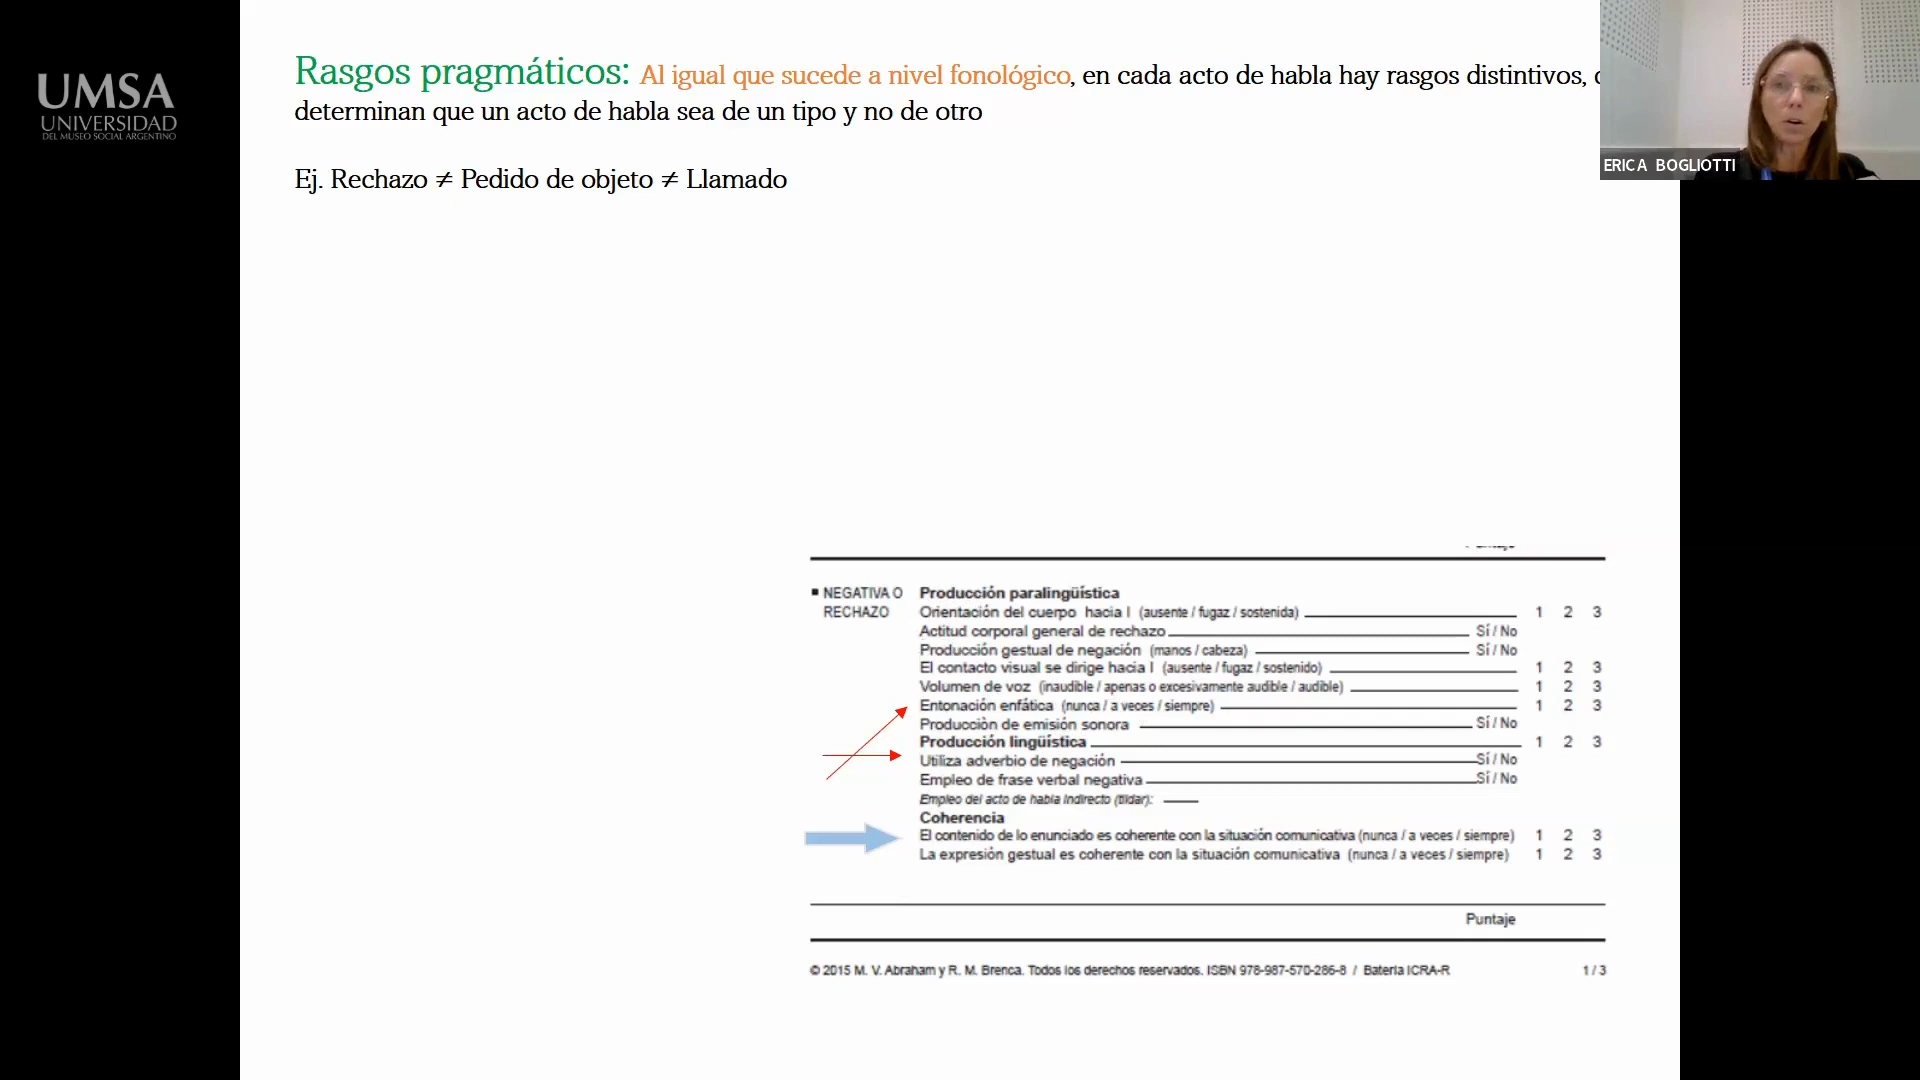 UMSA
UNIVERSIDAD
DEL MUSEO SOCIAL ARGENTINO
Rasgos pragmáticos: Al igual que sucede a nivel fonológico, en cada acto de habla hay rasgos distintivos,
determinan que un acto de habla sea de un tipo y no de otro
Ej. Rechazo ≠ Pedido de objeto ≠ Llamado
ERICA BOGLIOTTI
▪ NEGATIVA O RECHAZO
Producción paralingüística
Orientación del cuerpo hacia I (ausente / fugaz / sostenida) 1 2 3
Actitud corporal general de rechazo Sí / No
Producción gestual de negación (manos / cabeza) Sí / No
El contacto visual se dirige hacia I (ausente / fugaz / sostenido) 1 2 3
Volumen de voz (inaudible / apenas o excesivamente audible / audible) 1 2 3
Entonación enfática (nunca / a veces / siempre) 1 2 3
Producciòn de emisión sonora Sí / No
Producción lingüística 1 2 3
Utiliza adverbio de negación Sí / No
Empleo de frase verbal negativa Sí / No
Empleo del acto de habla indirecto (tildar):
Coherencia
El contenido de lo enunciado es coherente con la situación comunicativa (nunca / a veces / siempre) 1 2 3
La expresión gestual es coherente con la situación comunicativa (nunca / a veces / siempre) 1 2 3
Puntaje
© 2015 M. V. Abraham y R. M. Brenca. Todos los derechos reservados. ISBN 978-987-570-286-8 / Batería ICRA-R 1 / 3